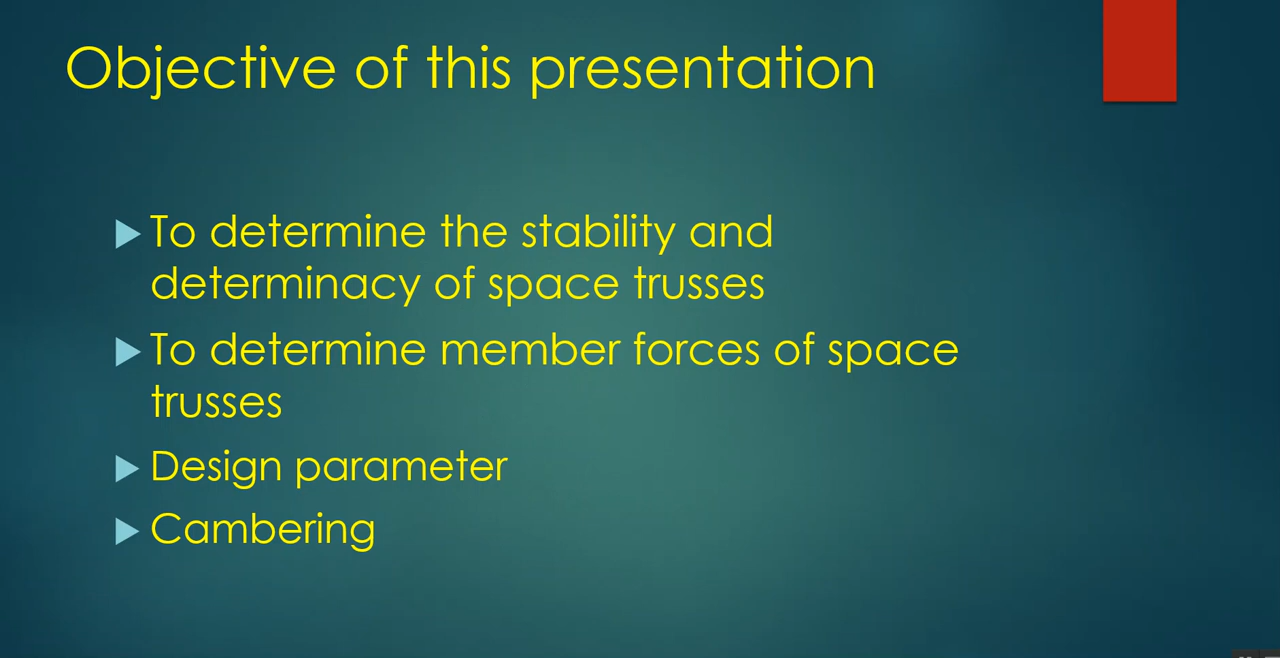 Objective of this presentation
To determine the stability and
determinacy of space trusses
To determine member forces of space
trusses
Design parameter
Cambering